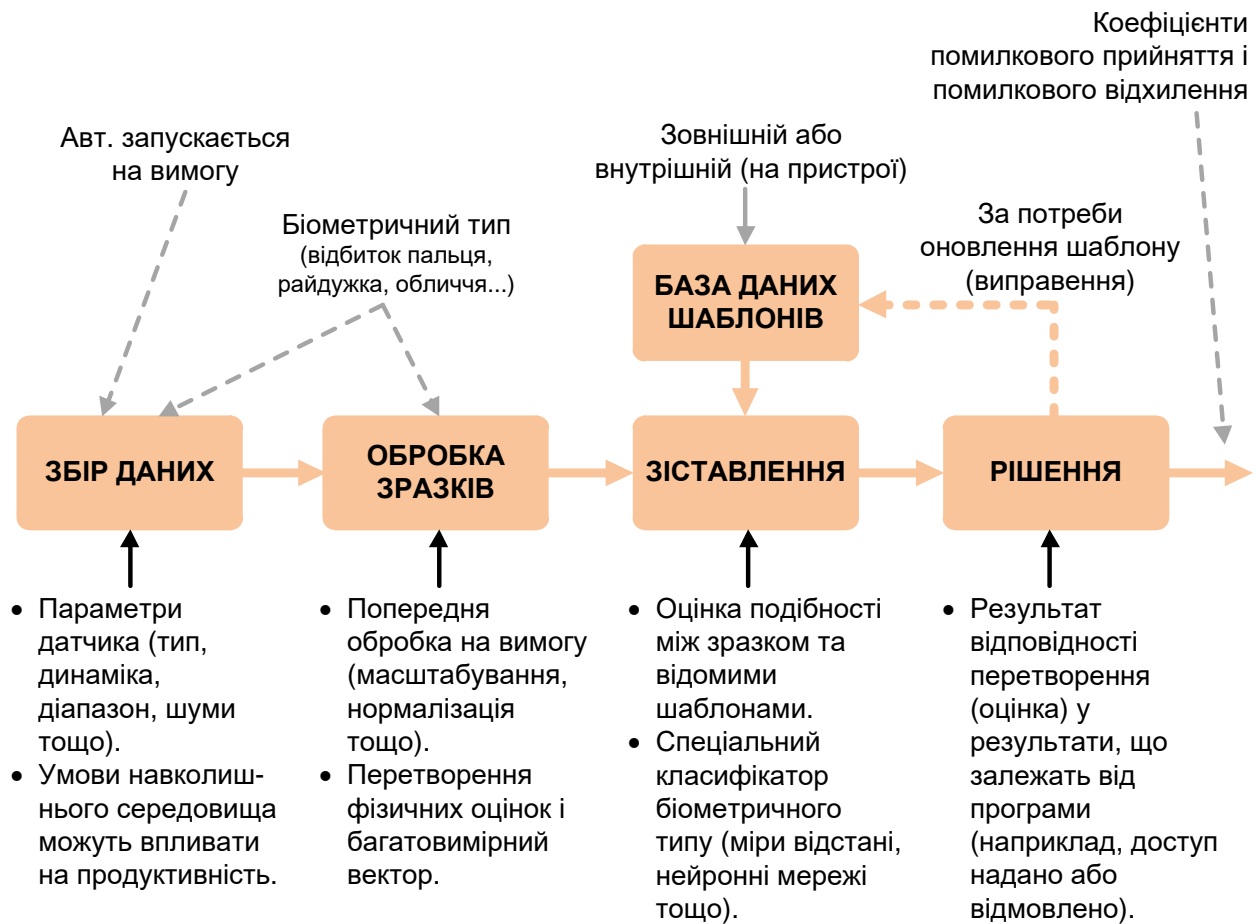 Коефіцієнти
помилкового прийняття і
помилкового відхилення
Авт. запускається
на вимогу
Зовнішній або
внутрішній (на пристрої)
Біометричний тип
(відбиток пальця,
райдужка, обличчя...)
За потреби
оновлення шаблону
(виправення)
БАЗА ДАНИХ
ШАБЛОНІВ
ЗБІР ДАНИХ
ОБРОБКА
ЗРАЗКІВ
ЗІСТАВЛЕННЯ
РІШЕННЯ
• Параметри
датчика (тип,
динаміка,
діапазон, шуми
тощо).
• Умови навколиш-
нього середовища
можуть впливати
на продуктивність.
• Попередня
обробка на вимогу
(масштабування,
нормалізація
тощо).
• Перетворення
фізичних оцінок і
багатовимірний
вектор.
• Оцінка подібності
між зразком та
відомими
шаблонами.
• Спеціальний
класифікатор
біометричного
типу (міри відстані,
нейронні мережі
тощо).
• Результат
відповідності
перетворення
(оцінка) у
результати, що
залежать від
програми
(наприклад, доступ
надано або
відмовлено).